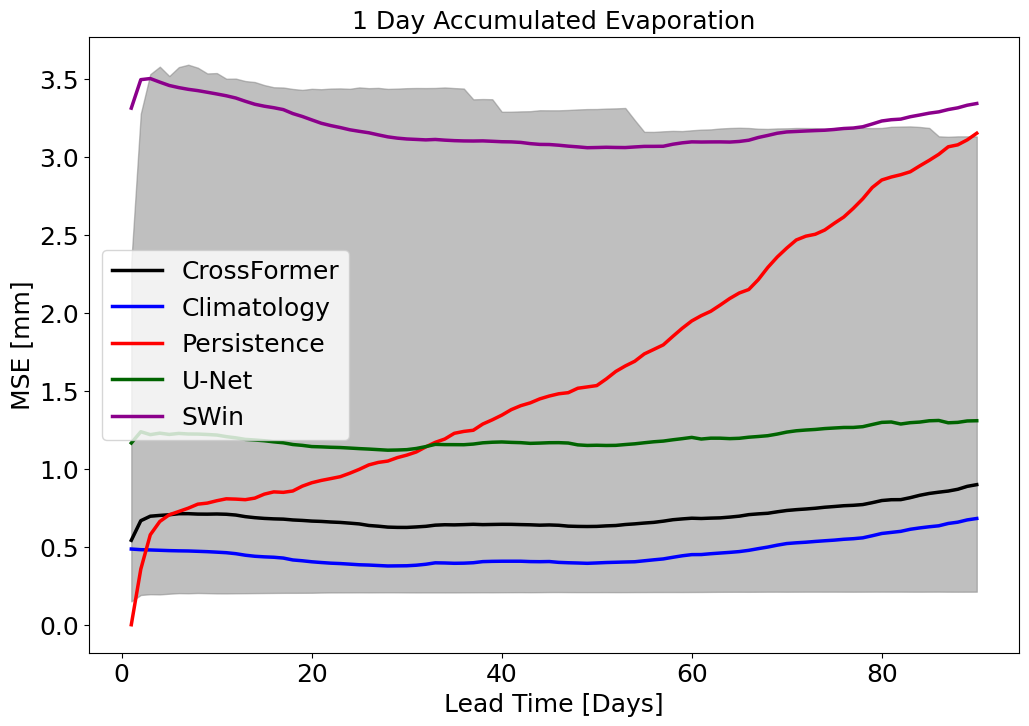 1 Day Accumulated Evaporation
MSE [mm]
3.5
3.0
2.5
2.0
1.5
1.0
0.5
0.0
CrossFormer
Climatology
Persistence
U-Net
SWin
0 20 40 60 80
Lead Time [Days]